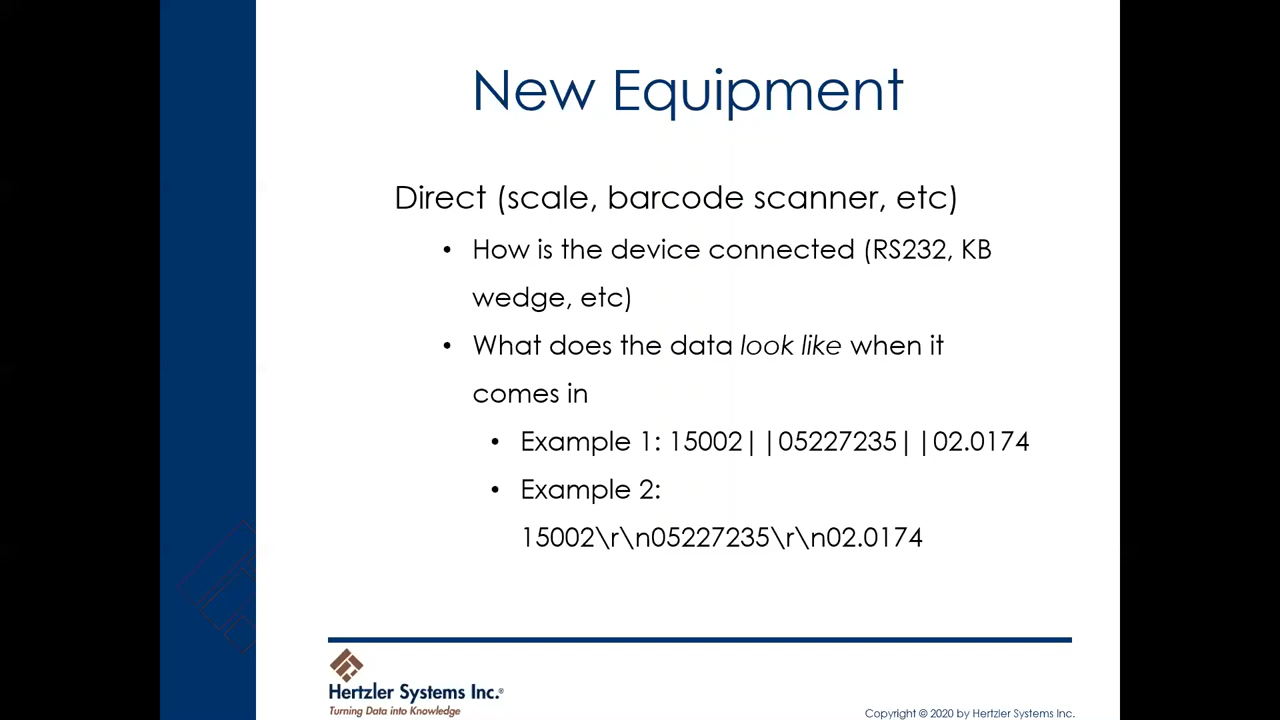 New Equipment
Direct (scale, barcode scanner, etc)
• How is the device connected (RS232, KB
wedge, etc)
• What does the data look like when it
comes in
• Example 1: 15002||05227235||02.0174
• Example 2:
15002\r\n05227235\r\n02.0174
Hertzler Systems Inc.®
Turning Data into Knowledge
Copyright © 2020 by Hertzler Systems Inc.